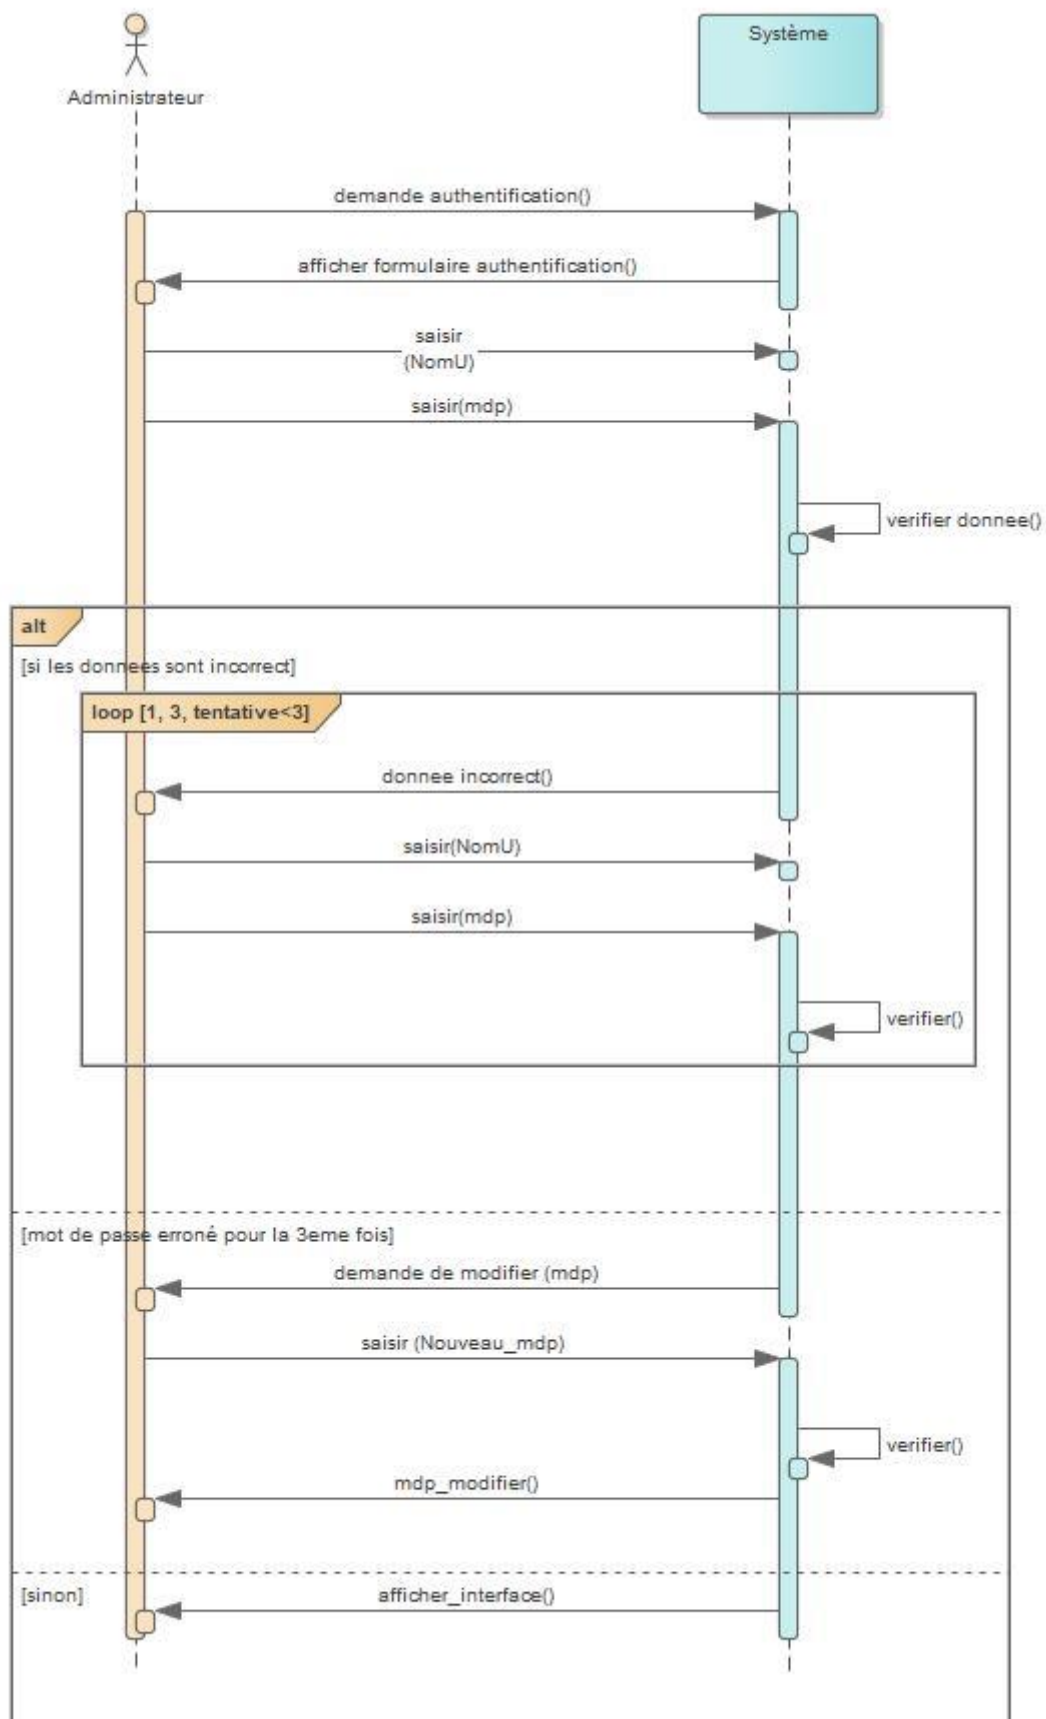 Système
Administrateur
demande authentification()
afficher formulaire authentification()
saisir
(NomU)
saisir(mdp)
verifier donnee()
alt
[si les donnees sont incorrect]
loop [1, 3, tentative<3]
donnee incorrect()
saisir(NomU)
saisir(mdp)
verifier()
[mot de passe erroné pour la 3eme fois]
demande de modifier (mdp)
saisir (Nouveau_mdp)
verifier()
mdp_modifier()
[sinon]
afficher_interface()